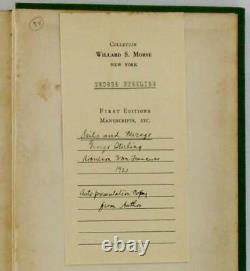 COLLECTION
WILLARD S. MORSE
NEW YORK
GEORGE STERLING
FIRST EDITIONS
MANUSCRIPTS, ETC.
Sails and Mirage
George Sterling
Robertson San Francisco
1921
Auto presentation Copy
from Author